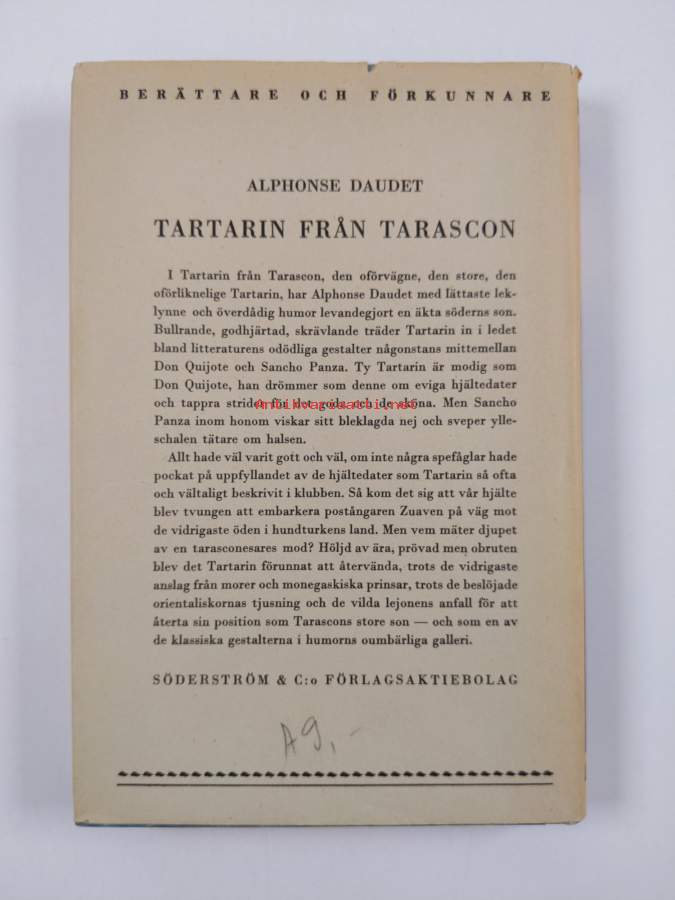 BERÄTTARE OCH FÖRKUNNARE
ALPHONSE DAUDET
TARTARIN FRÅN TARASCON
I Tartarin från Tarascon, den oförvägne, den store, den
oförliknelige Tartarin, har Alphonse Daudet med lättaste lek-
lynne och överdådig humor levandegjort en äkta söderns son.
Bullrande, godhjärtad, skrävlande träder Tartarin in i ledet
bland litteraturens odödliga gestalter någonstans mittemellan
Don Quijote och Sancho Panza. Ty Tartarin är modig som
Don Quijote, han drömmer som denne om eviga hjältedater
och tappra strider för det goda och de sköna. Men Sancho
Antikvariaatti.net
Panza inom honom viskar sitt bleklagda nej och sveper ylle-
schalen tätare om halsen.
Allt hade väl varit gott och väl, om inte några spefåglar hade
pockat på uppfyllandet av de hjältedater som Tartarin så ofta
och vältaligt beskrivit i klubben. Så kom det sig att vår hjälte
blev tvungen att embarkera postångaren Zuaven på väg mot
de vidrigaste öden i hundturkens land. Men vem mäter djupet
av en tarasconesares mod? Höljd av ära, prövad men obruten
blev det Tartarin förunnat att återvända, trots de vidrigaste
anslag från morer och monegaskiska prinsar, trots de beslöjade
orientaliskornas tjusning och de vilda lejonens anfall för att
återta sin position som Tarascons store son — och som en av
de klassiska gestalterna i humorns oumbärliga galleri.
SÖDERSTRÖM & C:o FÖRLAGSAKTIEBOLAG
A9,-